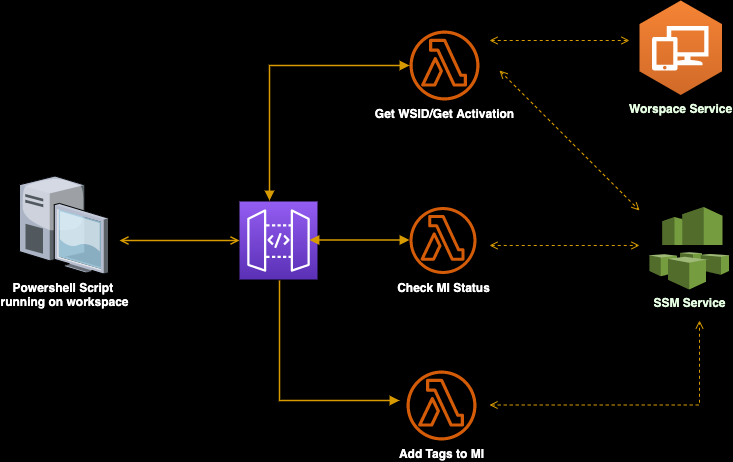 Get WSID/Get Activation
Worspace Service
</>
Powershell Script
running on workspace
Check MI Status
SSM Service
Add Tags to MI